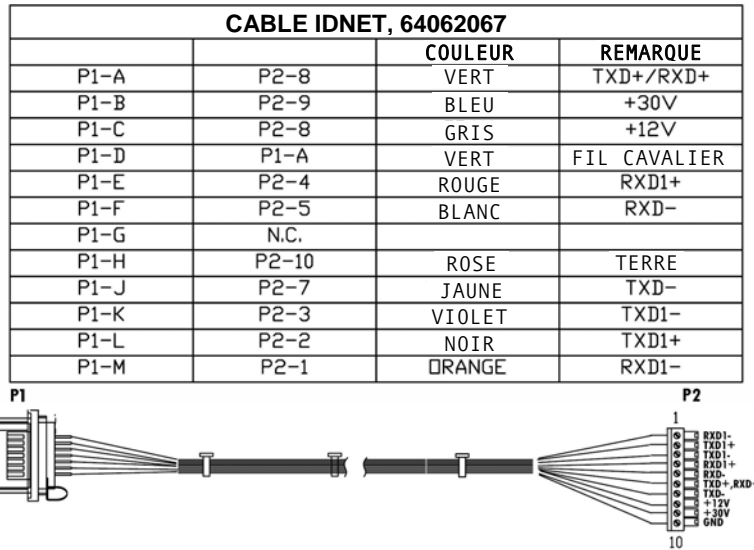 CABLE IDNET, 64062067
COULEUR REMARQUE
P1-A P2-8 VERT TXD+/RXD+
P1-B P2-9 BLEU +30V
P1-C P2-8 GRIS +12V
P1-D P1-A VERT FIL CAVALIER
P1-E P2-4 ROUGE RXD1+
P1-F P2-5 BLANC RXD-
P1-G N.C.
P1-H P2-10 ROSE TERRE
P1-J P2-7 JAUNE TXD-
P1-K P2-3 VIOLET TXD1-
P1-L P2-2 NOIR TXD1+
P1-M P2-1 ORANGE RXD1-
P1 P2
1
RXD1-
TXD1+
TXD1-
RXD1+
RXD-
TXD+,RXD+
TXD-
+12V
+30V
GND
10